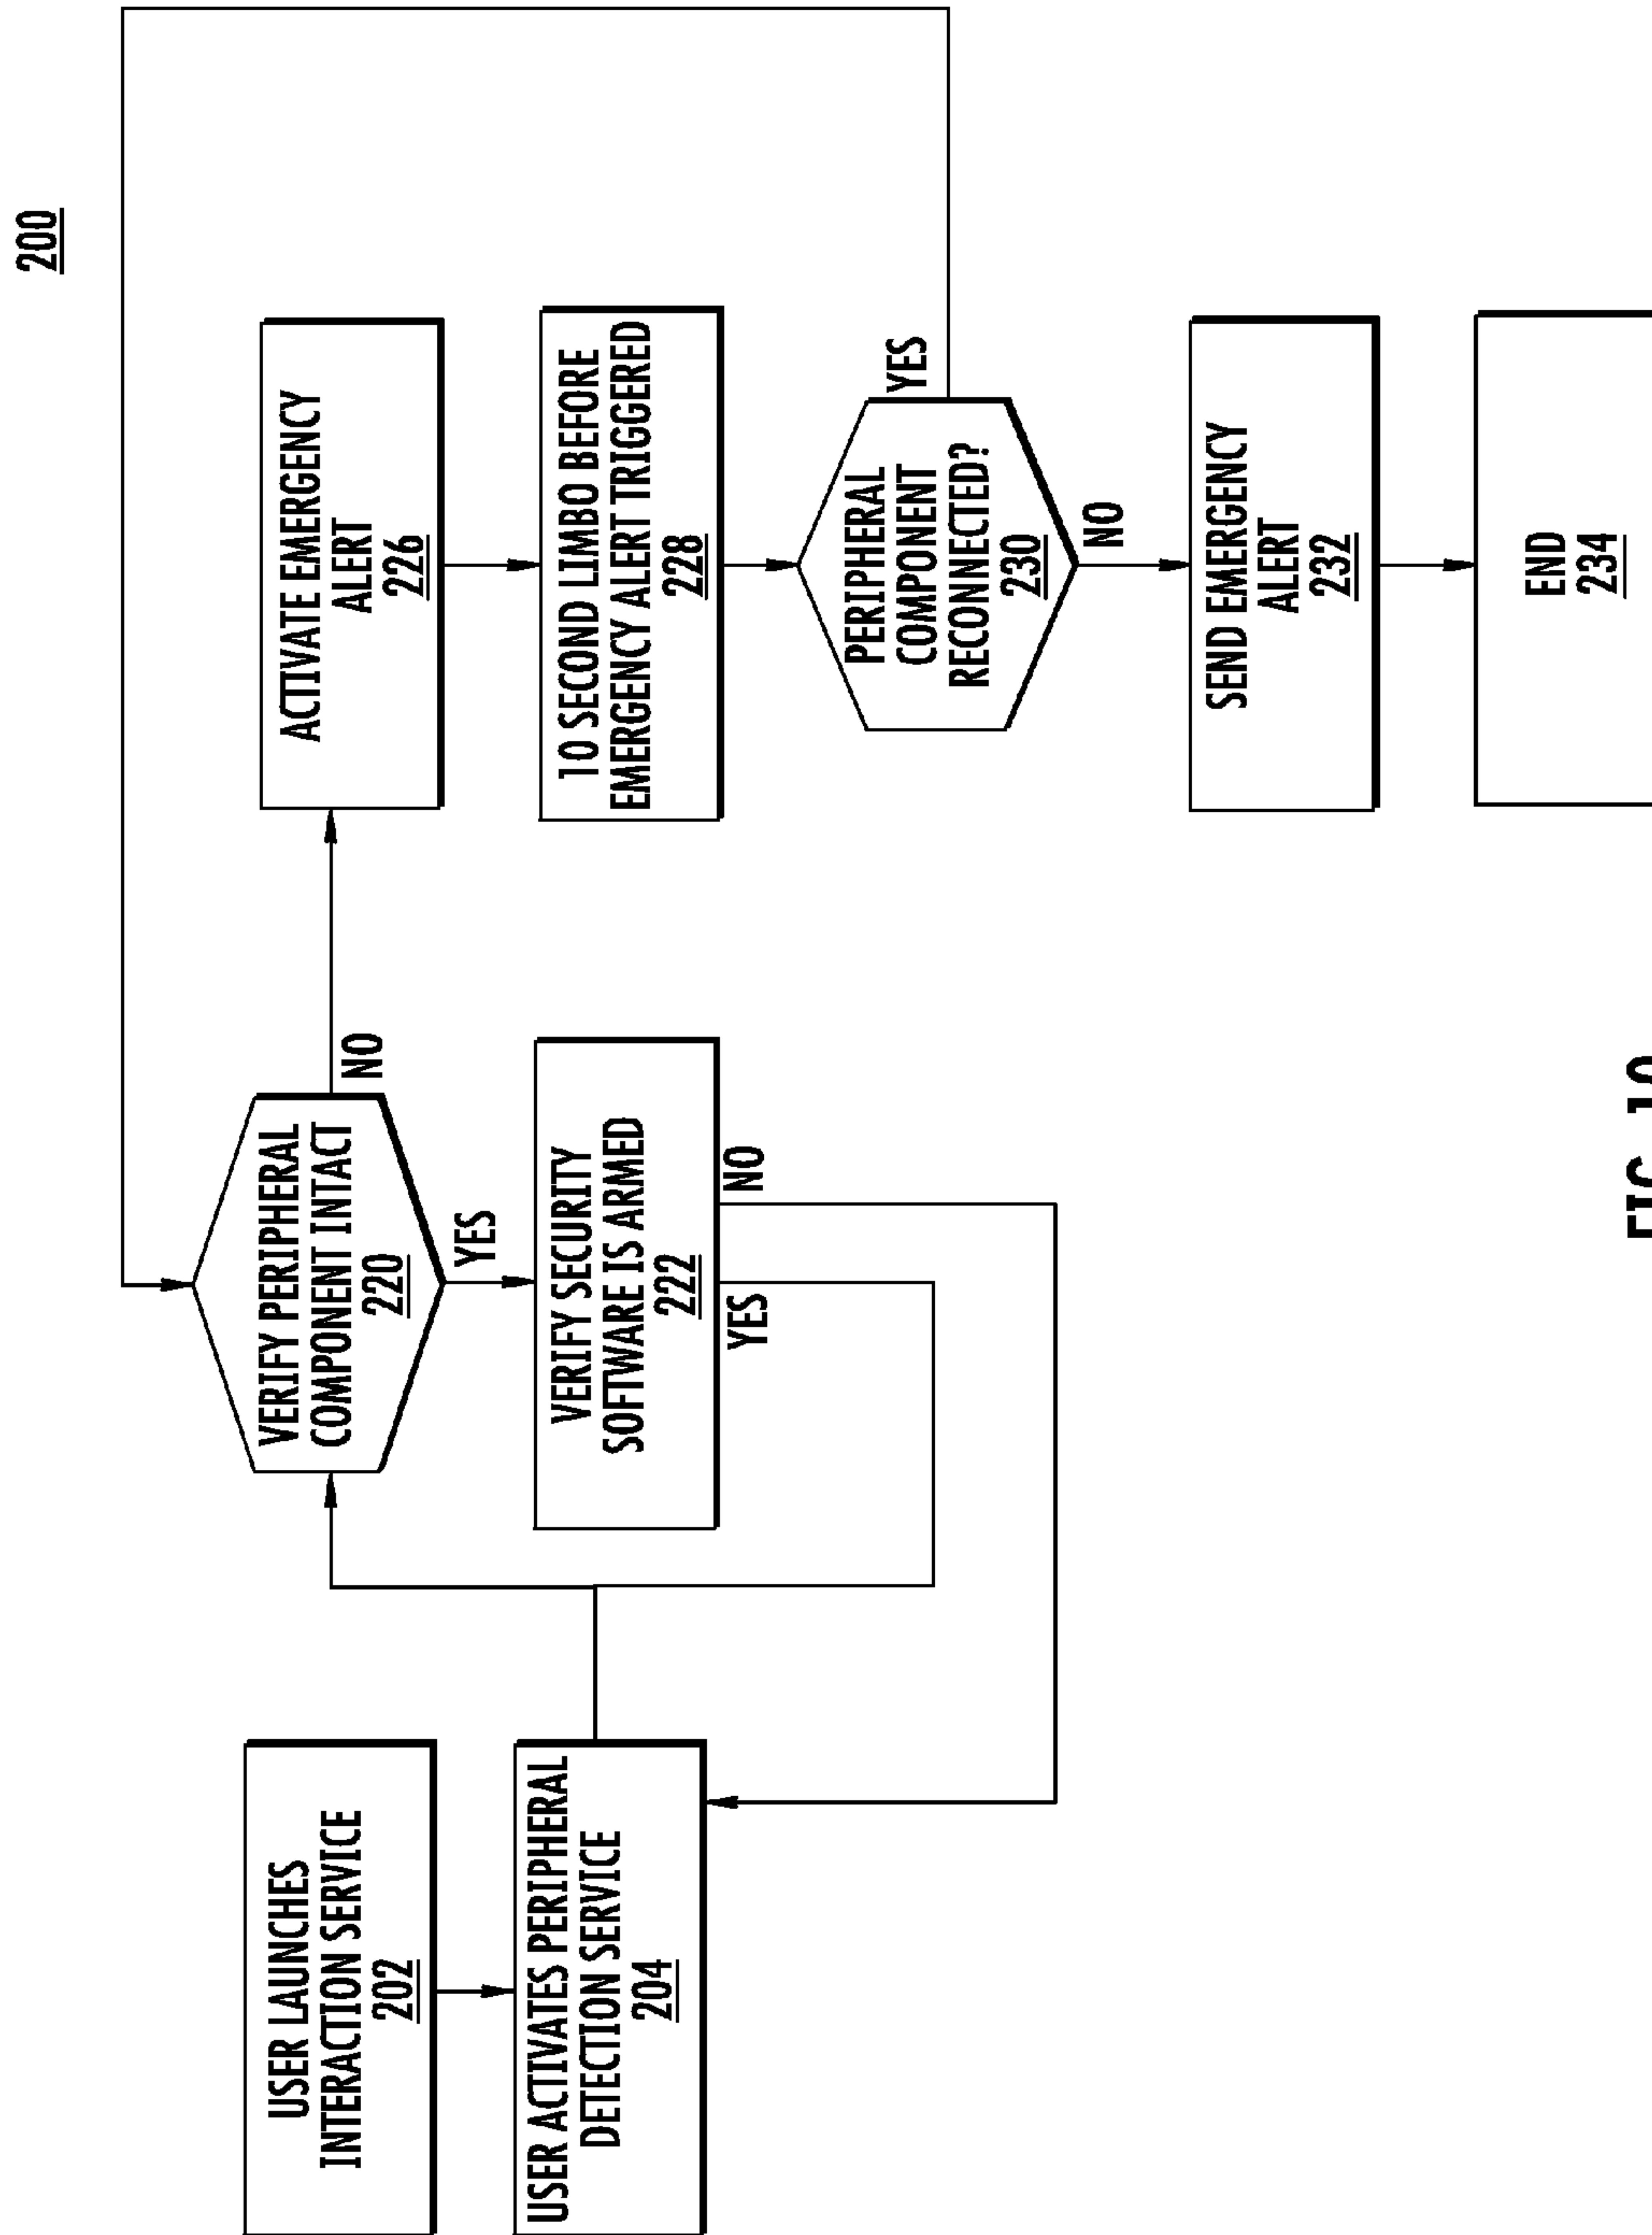 200
USER LAUNCHES
INTERACTION SERVICE
202
USER ACTIVATES PERIPHERAL
DETECTION SERVICE
204
VERIFY PERIPHERAL
COMPONENT INTACT
220
NO
YES
VERIFY SECURITY
SOFTWARE IS ARMED
222
YES
NO
ACTIVATE EMERGENCY
ALERT
226
10 SECOND LIMBO BEFORE
EMERGENCY ALERT TRIGGERED
228
PERIPHERAL
COMPONENT
RECONNECTED?
230
YES
NO
SEND EMERGENCY
ALERT
232
END
234
FIG.